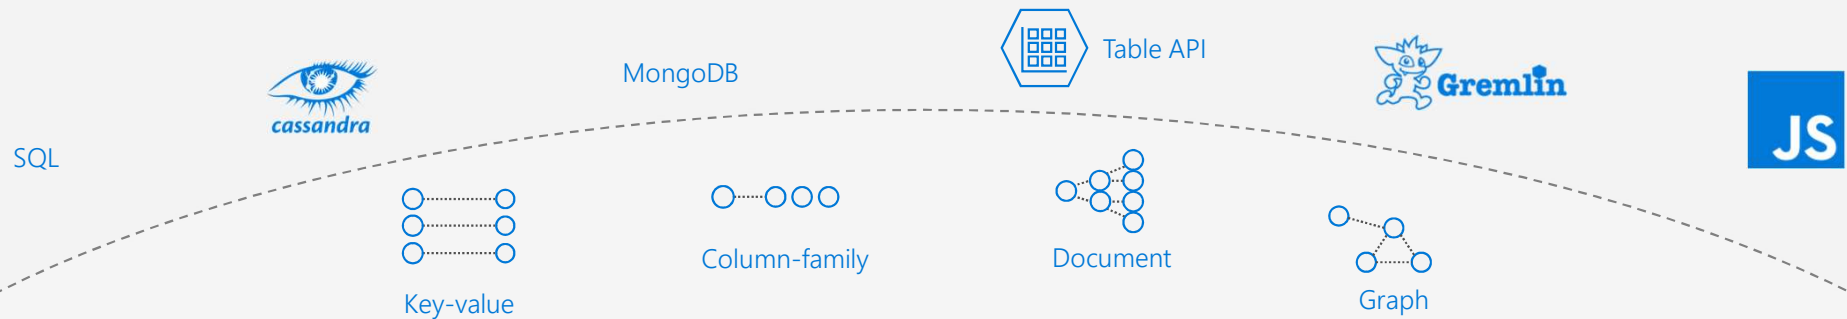 SQL
cassandra
MongoDB
Table API
Gremlin
JS
Key-value
Column-family
Document
Graph